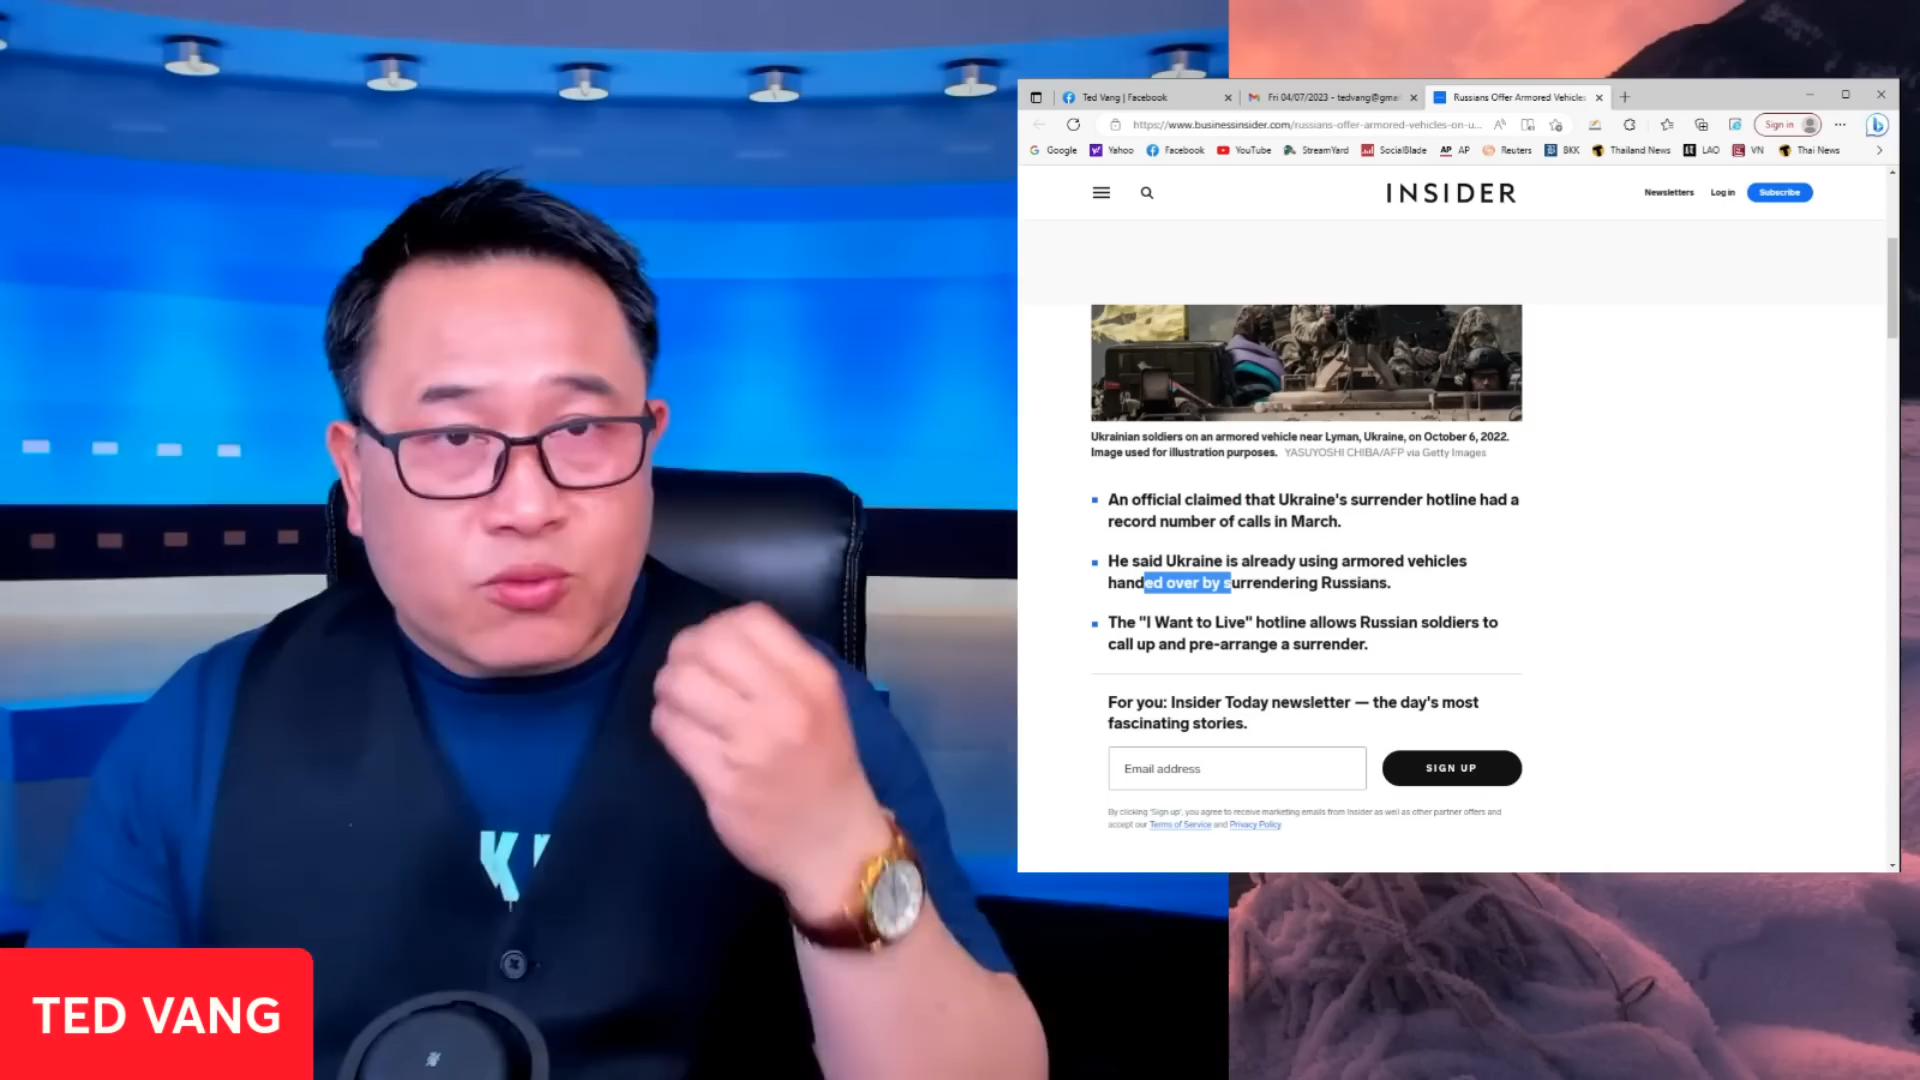 Ted Vang | Facebook
Fri 04/07/2023 - tedvang@gmai
Russians Offer Armored Vehicles
https://www.businessinsider.com/russians-offer-armored-vehicles-on-u...
Sign in
Google Yahoo Facebook YouTube StreamYard SocialBlade AP AP Reuters BKK Thailand News LAO VN Thai News
INSIDER
Newsletters Log in Subscribe
Ukrainian soldiers on an armored vehicle near Lyman, Ukraine, on October 6, 2022.
Image used for illustration purposes. YASUYOSHI CHIBA/AFP via Getty Images
An official claimed that Ukraine's surrender hotline had a
record number of calls in March.
He said Ukraine is already using armored vehicles
handed over by surrendering Russians.
The "I Want to Live" hotline allows Russian soldiers to
call up and pre-arrange a surrender.
For you: Insider Today newsletter — the day's most
fascinating stories.
Email address
SIGN UP
By clicking 'Sign up', you agree to receive marketing emails from Insider as well as other partner offers and
accept our Terms of Service and Privacy Policy
TED VANG